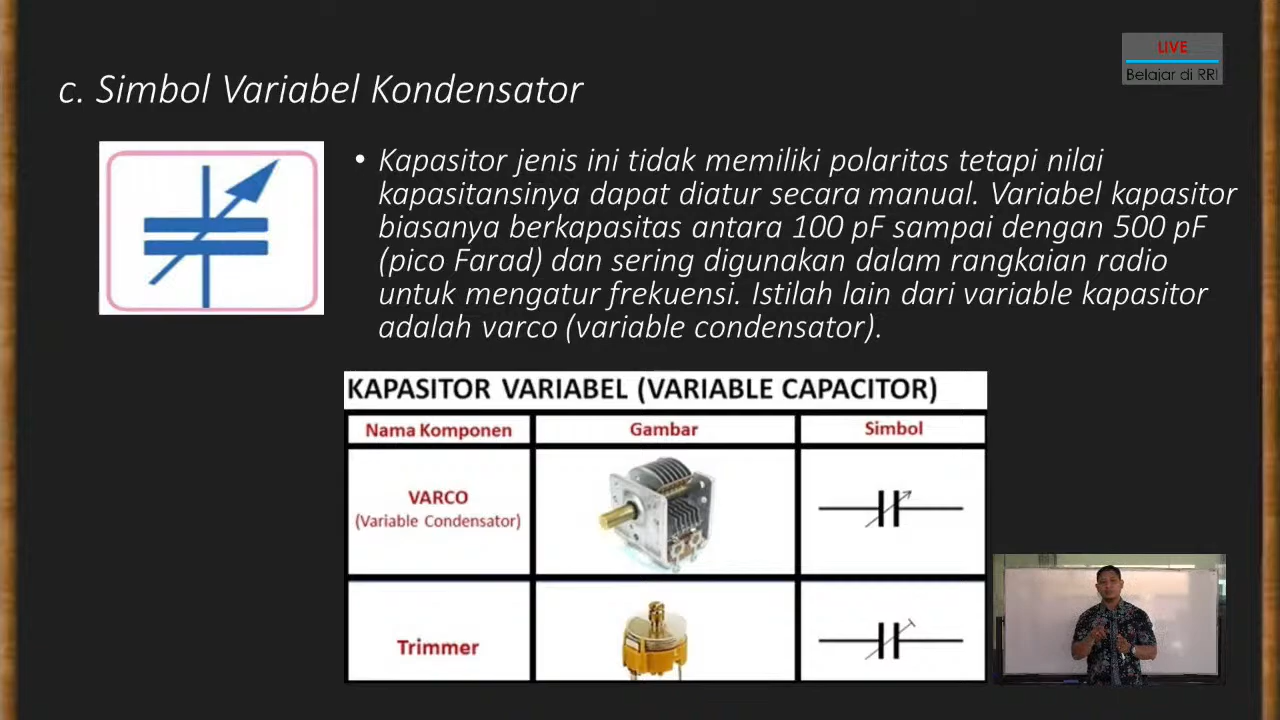 LIVE
Belajar di RRI
c. Simbol Variabel Kondensator
• Kapasitor jenis ini tidak memiliki polaritas tetapi nilai
kapasitansinya dapat diatur secara manual. Variabel kapasitor
biasanya berkapasitas antara 100 pF sampai dengan 500 pF
(pico Farad) dan sering digunakan dalam rangkaian radio
untuk mengatur frekuensi. Istilah lain dari variable kapasitor
adalah varco (variable condensator).
KAPASITOR VARIABEL (VARIABLE CAPACITOR)
Nama Komponen Gambar Simbol
VARCO
(Variable Condensator)
Trimmer